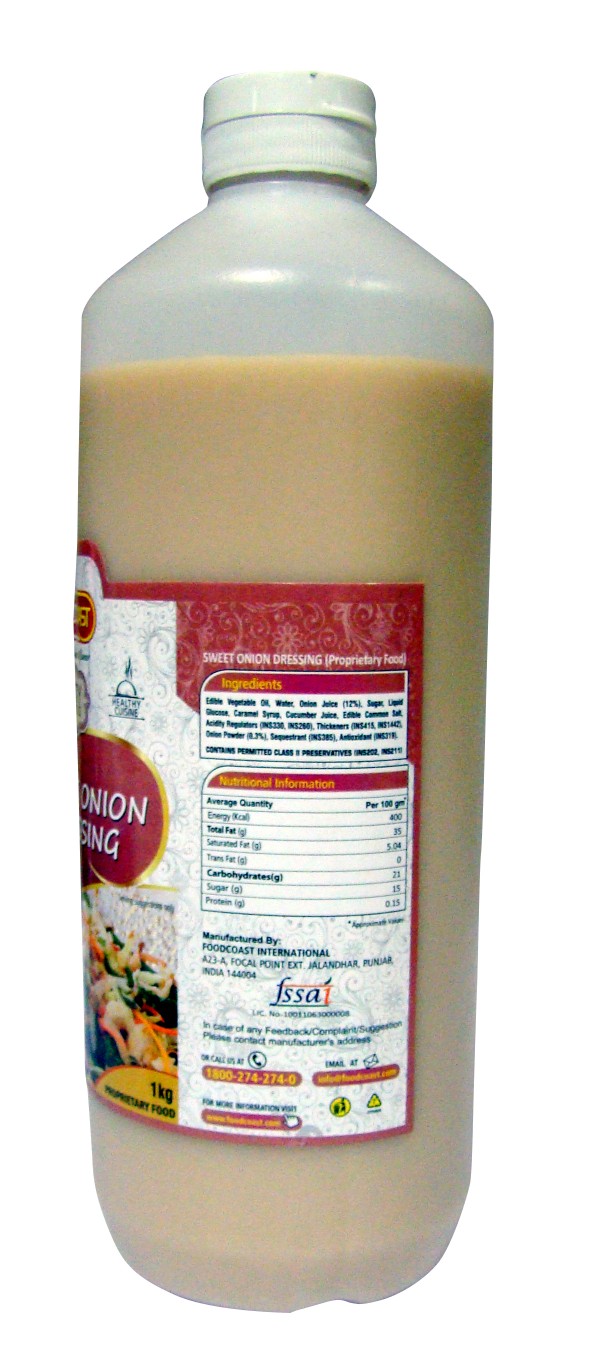 HEALTHY
CUISINE
ONION
SING
1kg
PROPRIETARY FOOD
SWEET ONION DRESSING (Proprietary Food)
Ingredients
Edible Vegetable Oil, Water, Onion Juice (12%), Sugar, Liquid
Glucose, Caramel Syrup, Cucumber Juice, Edible Common Salt,
Acidity Regulators (INS330, INS260), Thickeners (INS415, INS1442),
Onion Powder (0.3%), Sequestrant (INS385), Antioxidant (INS319).
CONTAINS PERMITTED CLASS II PRESERVATIVES (INS202, INS211)
Nutritional Information
Average Quantity Per 100 gm*
Energy (Kcal) 400
Total Fat (g) 35
Saturated Fat (g) 5.04
Trans Fat (g) 0
Carbohydrates(g) 21
Sugar (g) 15
Protein (g) 0.15
*Approximate Values
Manufactured By:
FOODCOAST INTERNATIONAL
A23-A, FOCAL POINT EXT. JALANDHAR, PUNJAB,
INDIA 144004
fssai
LIC. No-10011063000008
In case of any Feedback/Complaint/Suggestion
Please contact manufacturer's address
OR CALL US AT
1800-274-274-0
EMAIL AT
info@foodcoast.com
FOR MORE INFORMATION VISIT
www.foodcoast.com